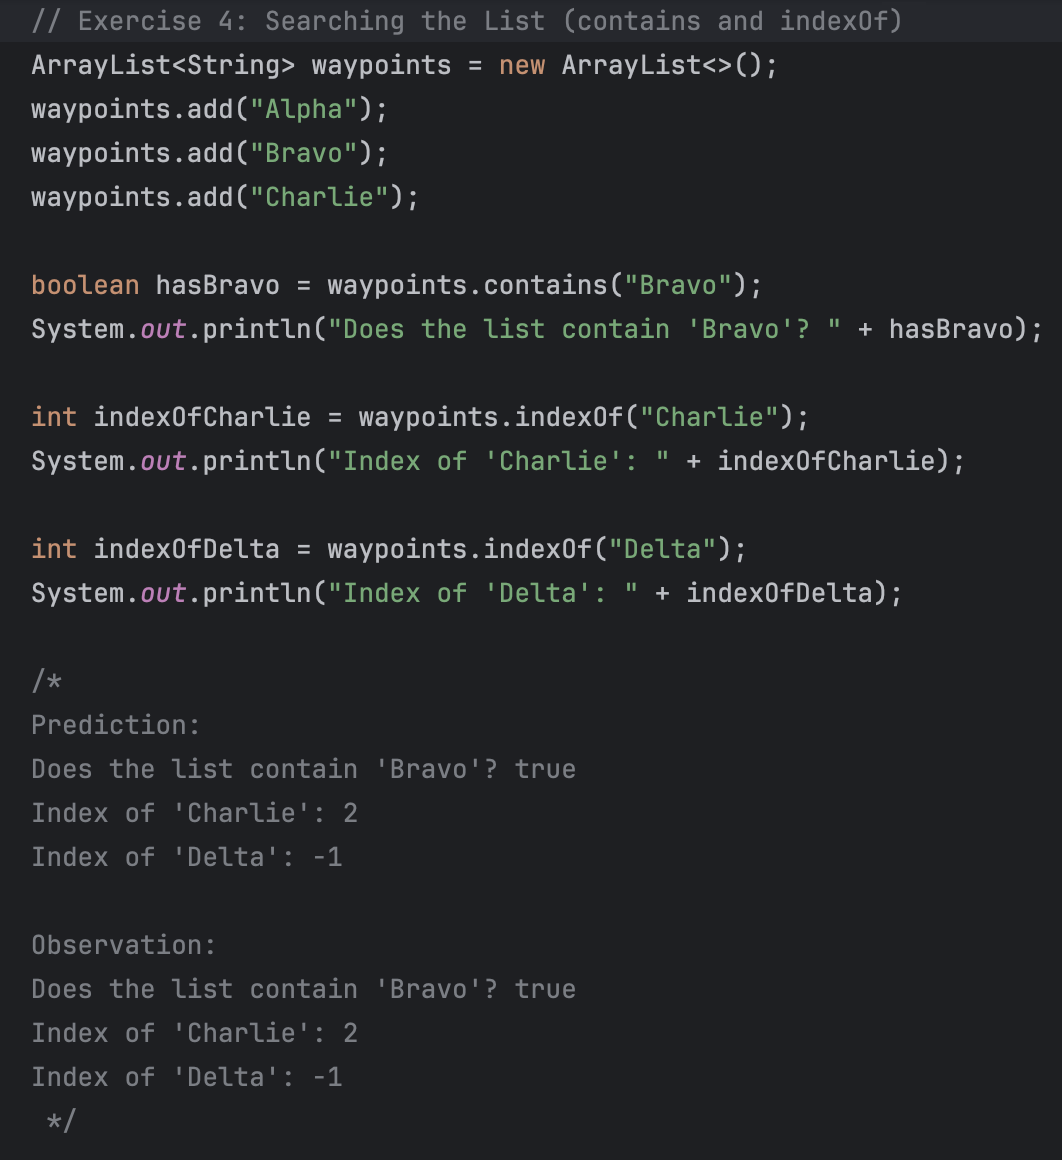 // Exercise 4: Searching the List (contains and indexOf)
ArrayList<String> waypoints = new ArrayList<>();
waypoints.add("Alpha");
waypoints.add("Bravo");
waypoints.add("Charlie");
boolean hasBravo = waypoints.contains("Bravo");
System.out.println("Does the list contain 'Bravo'? " + hasBravo);
int indexOfCharlie = waypoints.indexOf("Charlie");
System.out.println("Index of 'Charlie': " + indexOfCharlie);
int indexOfDelta = waypoints.indexOf("Delta");
System.out.println("Index of 'Delta': " + indexOfDelta);
/*
Prediction:
Does the list contain 'Bravo'? true
Index of 'Charlie': 2
Index of 'Delta': -1
Observation:
Does the list contain 'Bravo'? true
Index of 'Charlie': 2
Index of 'Delta': -1
*/